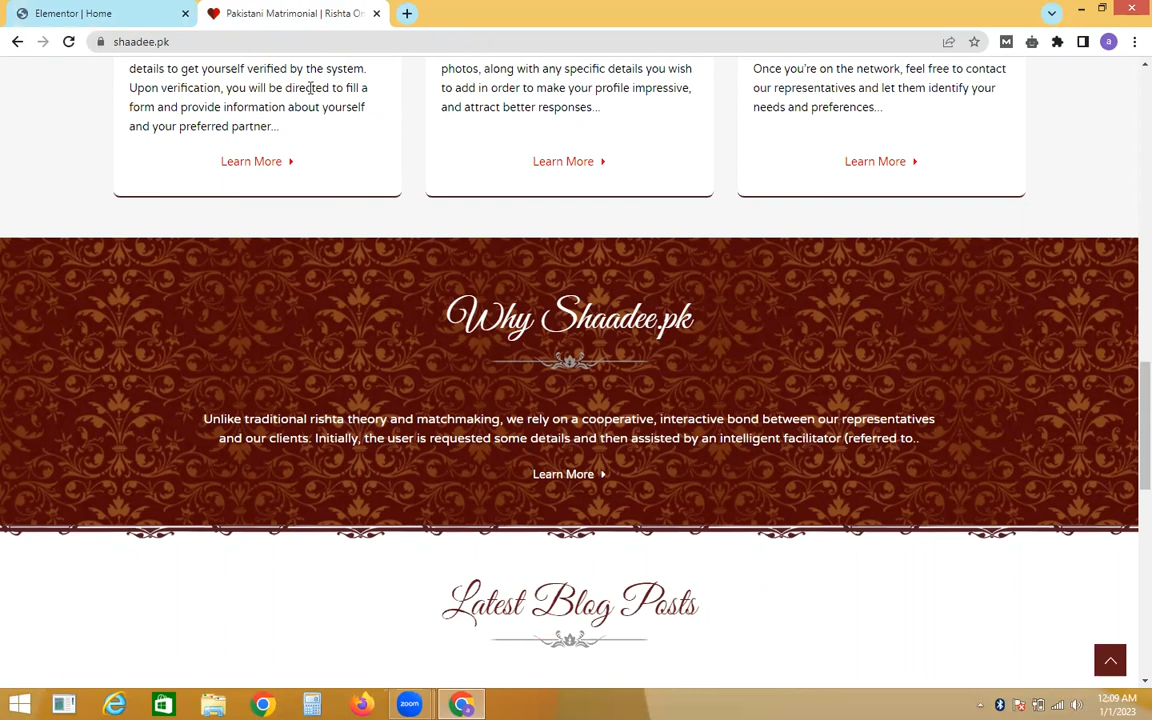 Elementor | Home
Pakistani Matrimonial | Rishta On
shaadee.pk
a
details to get yourself verified by the system.
Upon verification, you will be directed to fill a
form and provide information about yourself
and your preferred partner...
Learn More
photos, along with any specific details you wish
to add in order to make your profile impressive,
and attract better responses...
Learn More
Once you're on the network, feel free to contact
our representatives and let them identify your
needs and preferences...
Learn More
Why Shaadee.pk
Unlike traditional rishta theory and matchmaking, we rely on a cooperative, interactive bond between our representatives
and our clients. Initially, the user is requested some details and then assisted by an intelligent facilitator (referred to..
Learn More
Latest Blog Posts
zoom
a
12:09 AM
1/1/2023